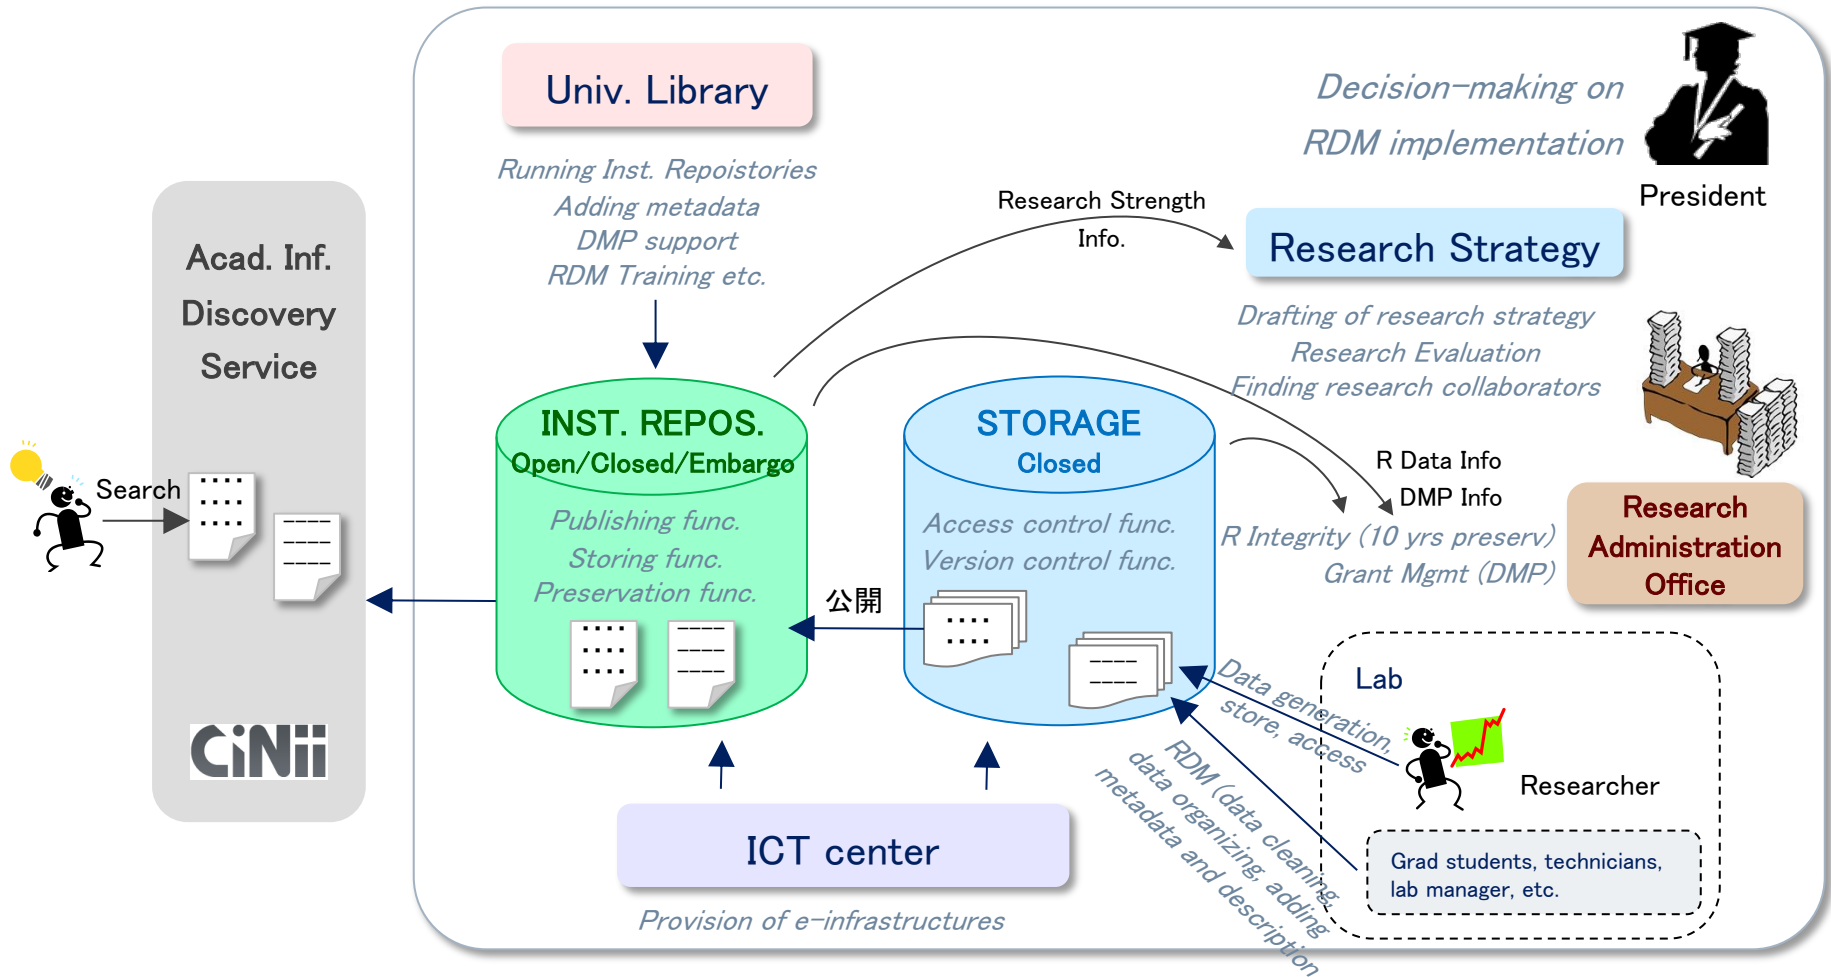 Univ. Library
Running Inst. Repoistories
Adding metadata
DMP support
RDM Training etc.
Decision-making on
RDM implementation
President
Research Strength
Info.
Research Strategy
Drafting of research strategy
Research Evaluation
Finding research collaborators
Acad. Inf.
Discovery
Service
Search
CiNii
INST. REPOS.
Open/Closed/Embargo
Publishing func.
Storing func.
Preservation func.
公開
STORAGE
Closed
Access control func.
Version control func.
R Data Info
DMP Info
R Integrity (10 yrs preserv)
Grant Mgmt (DMP)
Research
Administration
Office
Lab
Data generation,
store, access
Researcher
RDM (data cleaning,
data organizing, adding
metadata and description
Grad students, technicians,
lab manager, etc.
ICT center
Provision of e-infrastructures